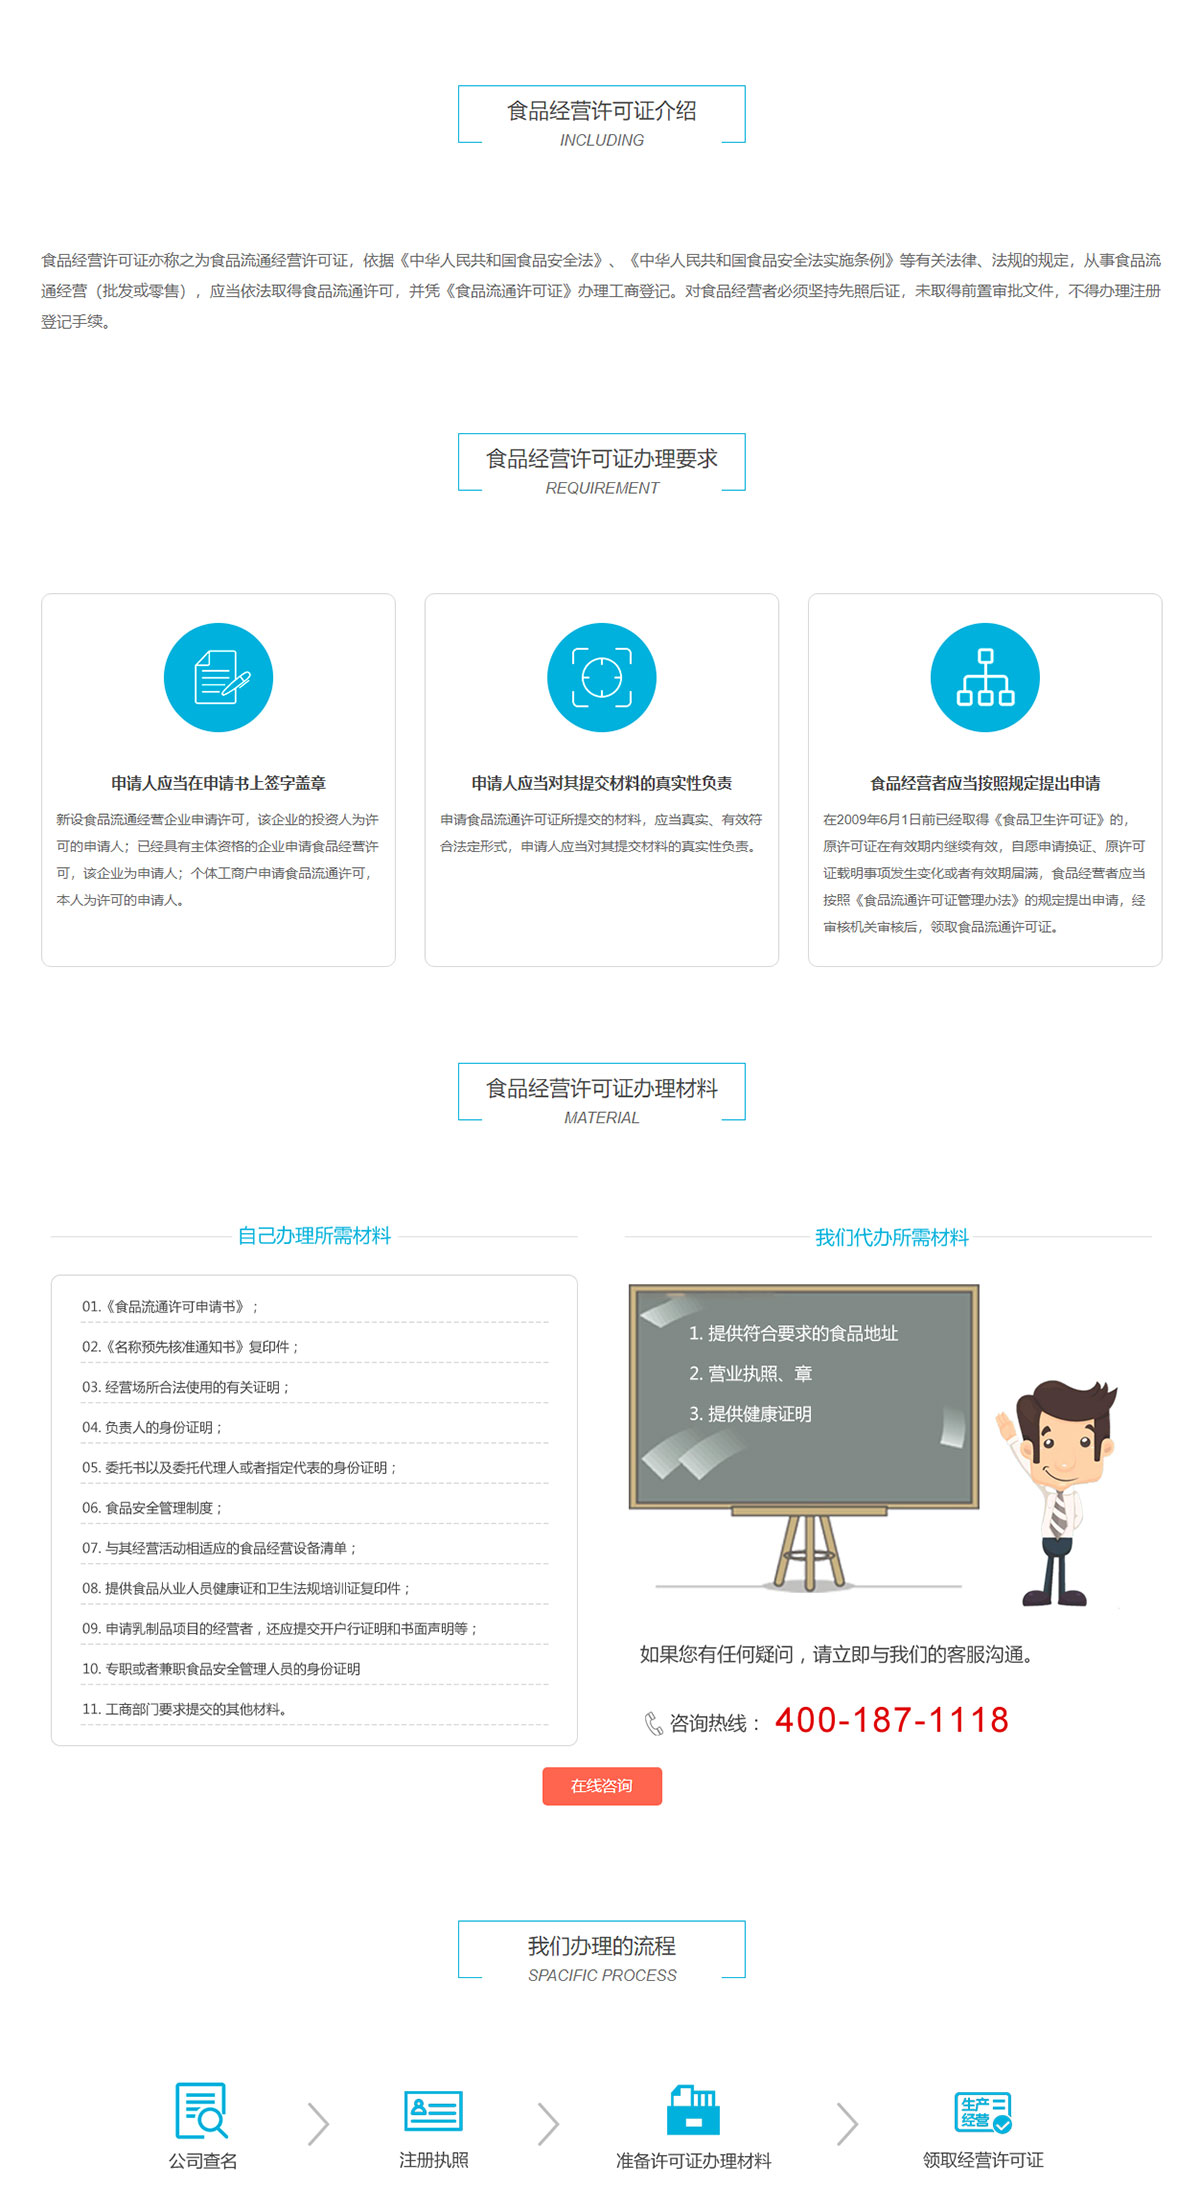 食品经营许可证介绍
INCLUDING
食品经营许可证亦称之为食品流通经营许可证，依据《中华人民共和国食品安全法》、《中华人民共和国食品安全法实施条例》等有关法律、法规的规定，从事食品流
通经营（批发或零售），应当依法取得食品流通许可，并凭《食品流通许可证》办理工商登记。对食品经营者必须坚持先照后证，未取得前置审批文件，不得办理注册
登记手续。
食品经营许可证办理要求
REQUIREMENT
申请人应当在申请书上签字盖章
新设食品流通经营企业申请许可，该企业的投资人为许
可的申请人；已经具有主体资格的企业申请食品经营许
可，该企业为申请人；个体工商户申请食品流通许可，
本人为许可的申请人。
申请人应当对其提交材料的真实性负责
申请食品流通许可证所提交的材料，应当真实、有效符
合法定形式，申请人应当对其提交材料的真实性负责。
食品经营者应当按照规定提出申请
在2009年6月1日前已经取得《食品卫生许可证》的，
原许可证在有效期内继续有效，自愿申请换证、原许可
证载明事项发生变化或者有效期届满，食品经营者应当
按照《食品流通许可证管理办法》的规定提出申请，经
审核机关审核后，领取食品流通许可证。
食品经营许可证办理材料
MATERIAL
自己办理所需材料
01.《食品流通许可申请书》；
02.《名称预先核准通知书》复印件；
03. 经营场所合法使用的有关证明；
04. 负责人的身份证明；
05. 委托书以及委托代理人或者指定代表的身份证明；
06. 食品安全管理制度；
07. 与其经营活动相适应的食品经营设备清单；
08. 提供食品从业人员健康证和卫生法规培训证复印件；
09. 申请乳制品项目的经营者，还应提交开户行证明和书面声明等；
10. 专职或者兼职食品安全管理人员的身份证明
11. 工商部门要求提交的其他材料。
我们代办所需材料
1. 提供符合要求的食品地址
2. 营业执照、章
3. 提供健康证明
如果您有任何疑问，请立即与我们的客服沟通。
咨询热线： 400-187-1118
在线咨询
我们办理的流程
SPACIFIC PROCESS
公司查名
注册执照
准备许可证办理材料
生产
经营
领取经营许可证